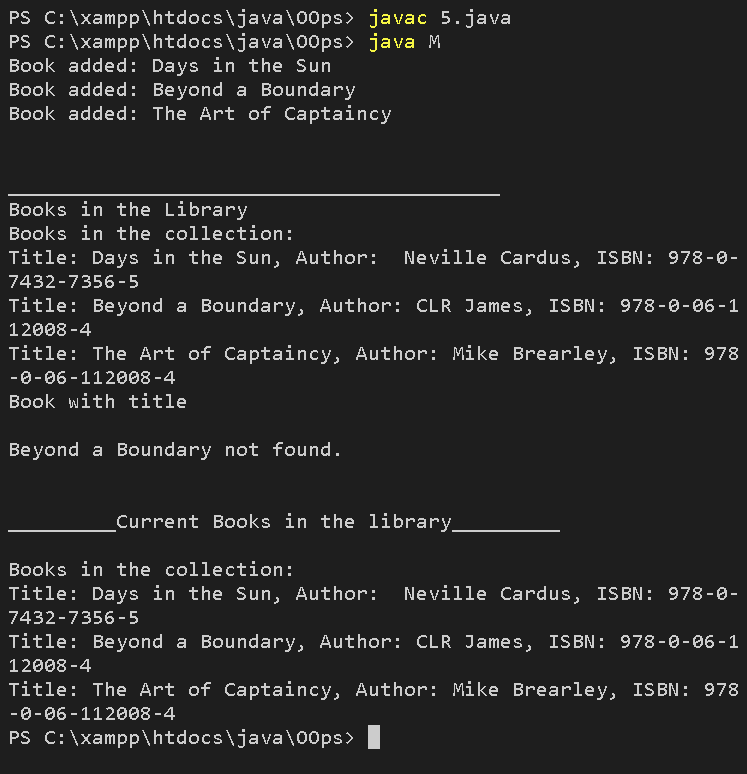 PS C:\xampp\htdocs\java\OOps> javac 5.java
PS C:\xampp\htdocs\java\OOps> java M
Book added: Days in the Sun
Book added: Beyond a Boundary
Book added: The Art of Captaincy
_________________________________________
Books in the Library
Books in the collection:
Title: Days in the Sun, Author:  Neville Cardus, ISBN: 978-0-
7432-7356-5
Title: Beyond a Boundary, Author: CLR James, ISBN: 978-0-06-1
12008-4
Title: The Art of Captaincy, Author: Mike Brearley, ISBN: 978
-0-06-112008-4
Book with title
Beyond a Boundary not found.
_________Current Books in the library_________
Books in the collection:
Title: Days in the Sun, Author:  Neville Cardus, ISBN: 978-0-
7432-7356-5
Title: Beyond a Boundary, Author: CLR James, ISBN: 978-0-06-1
12008-4
Title: The Art of Captaincy, Author: Mike Brearley, ISBN: 978
-0-06-112008-4
PS C:\xampp\htdocs\java\OOps>